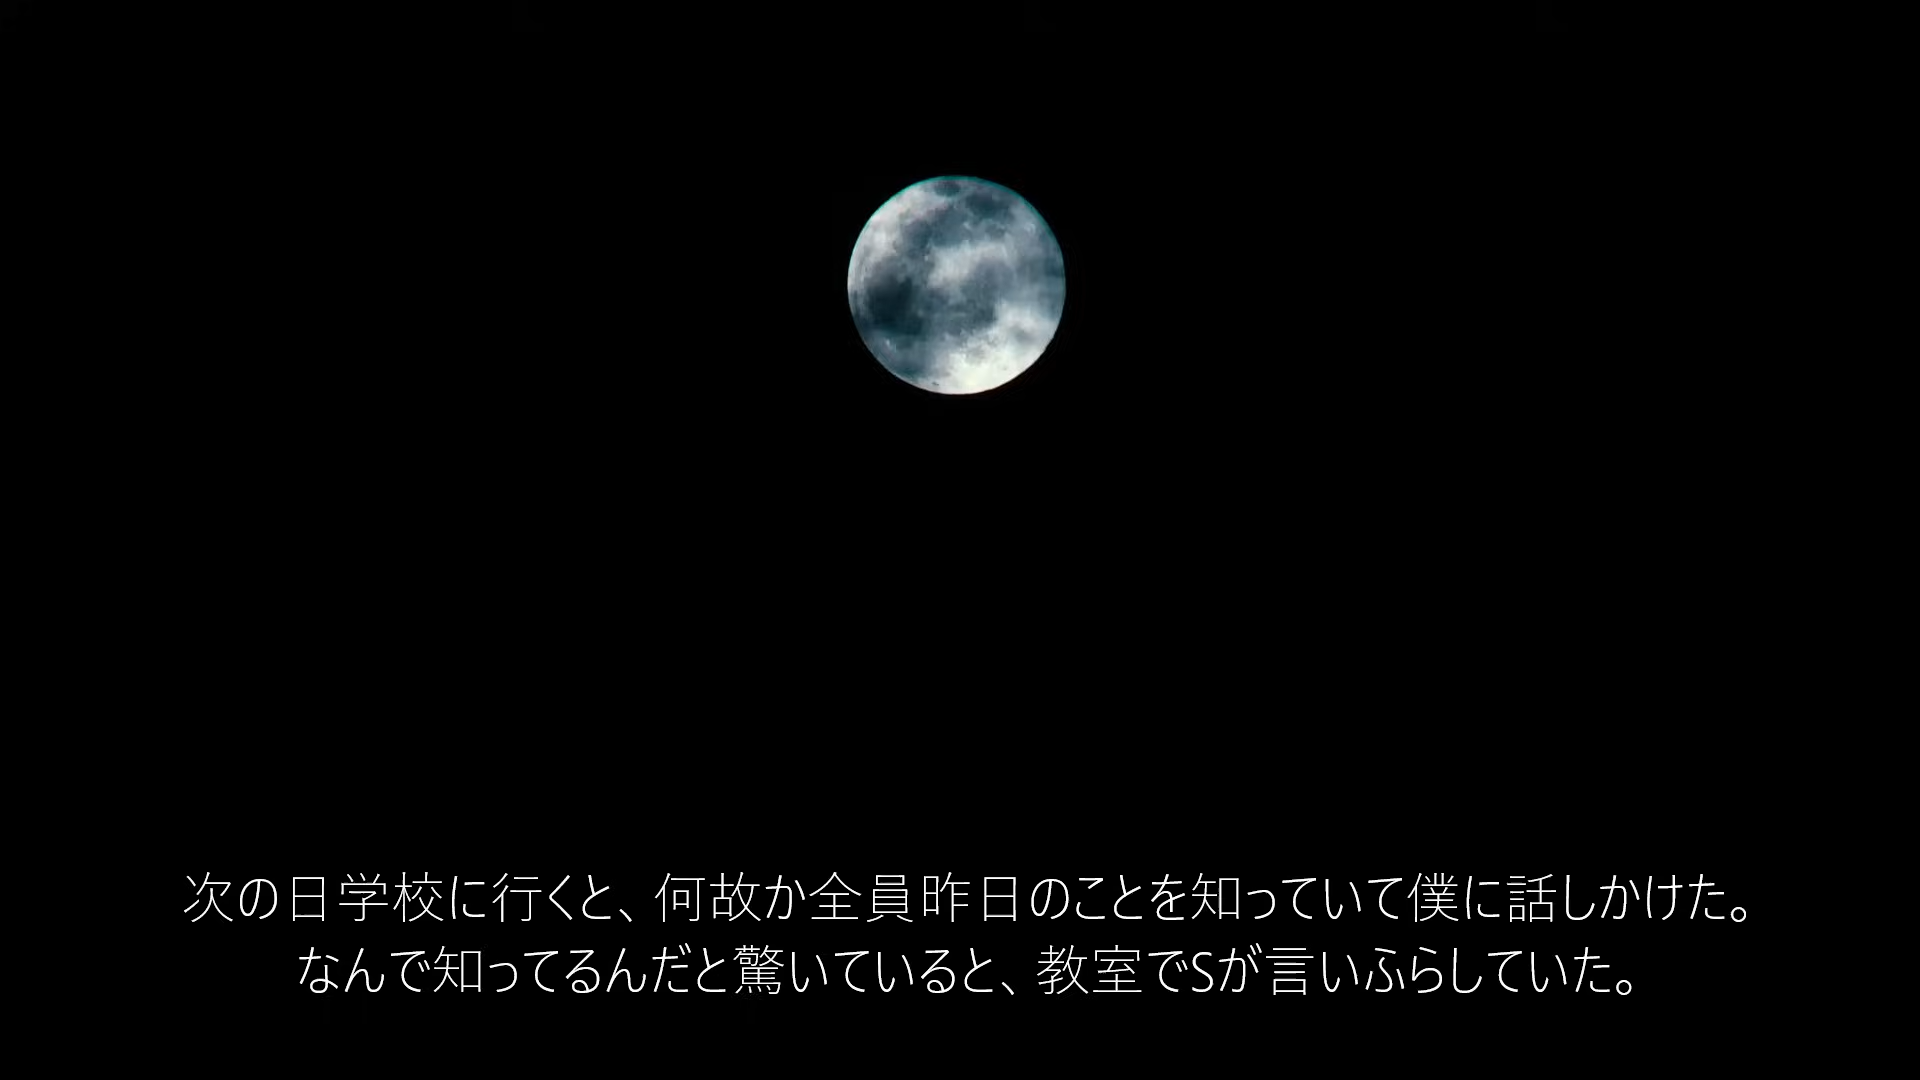 次の日学校に行くと、何故か全員昨日のことを知っていて僕に話しかけた。
なんで知ってるんだと驚いていると、教室でSが言いふらしていた。